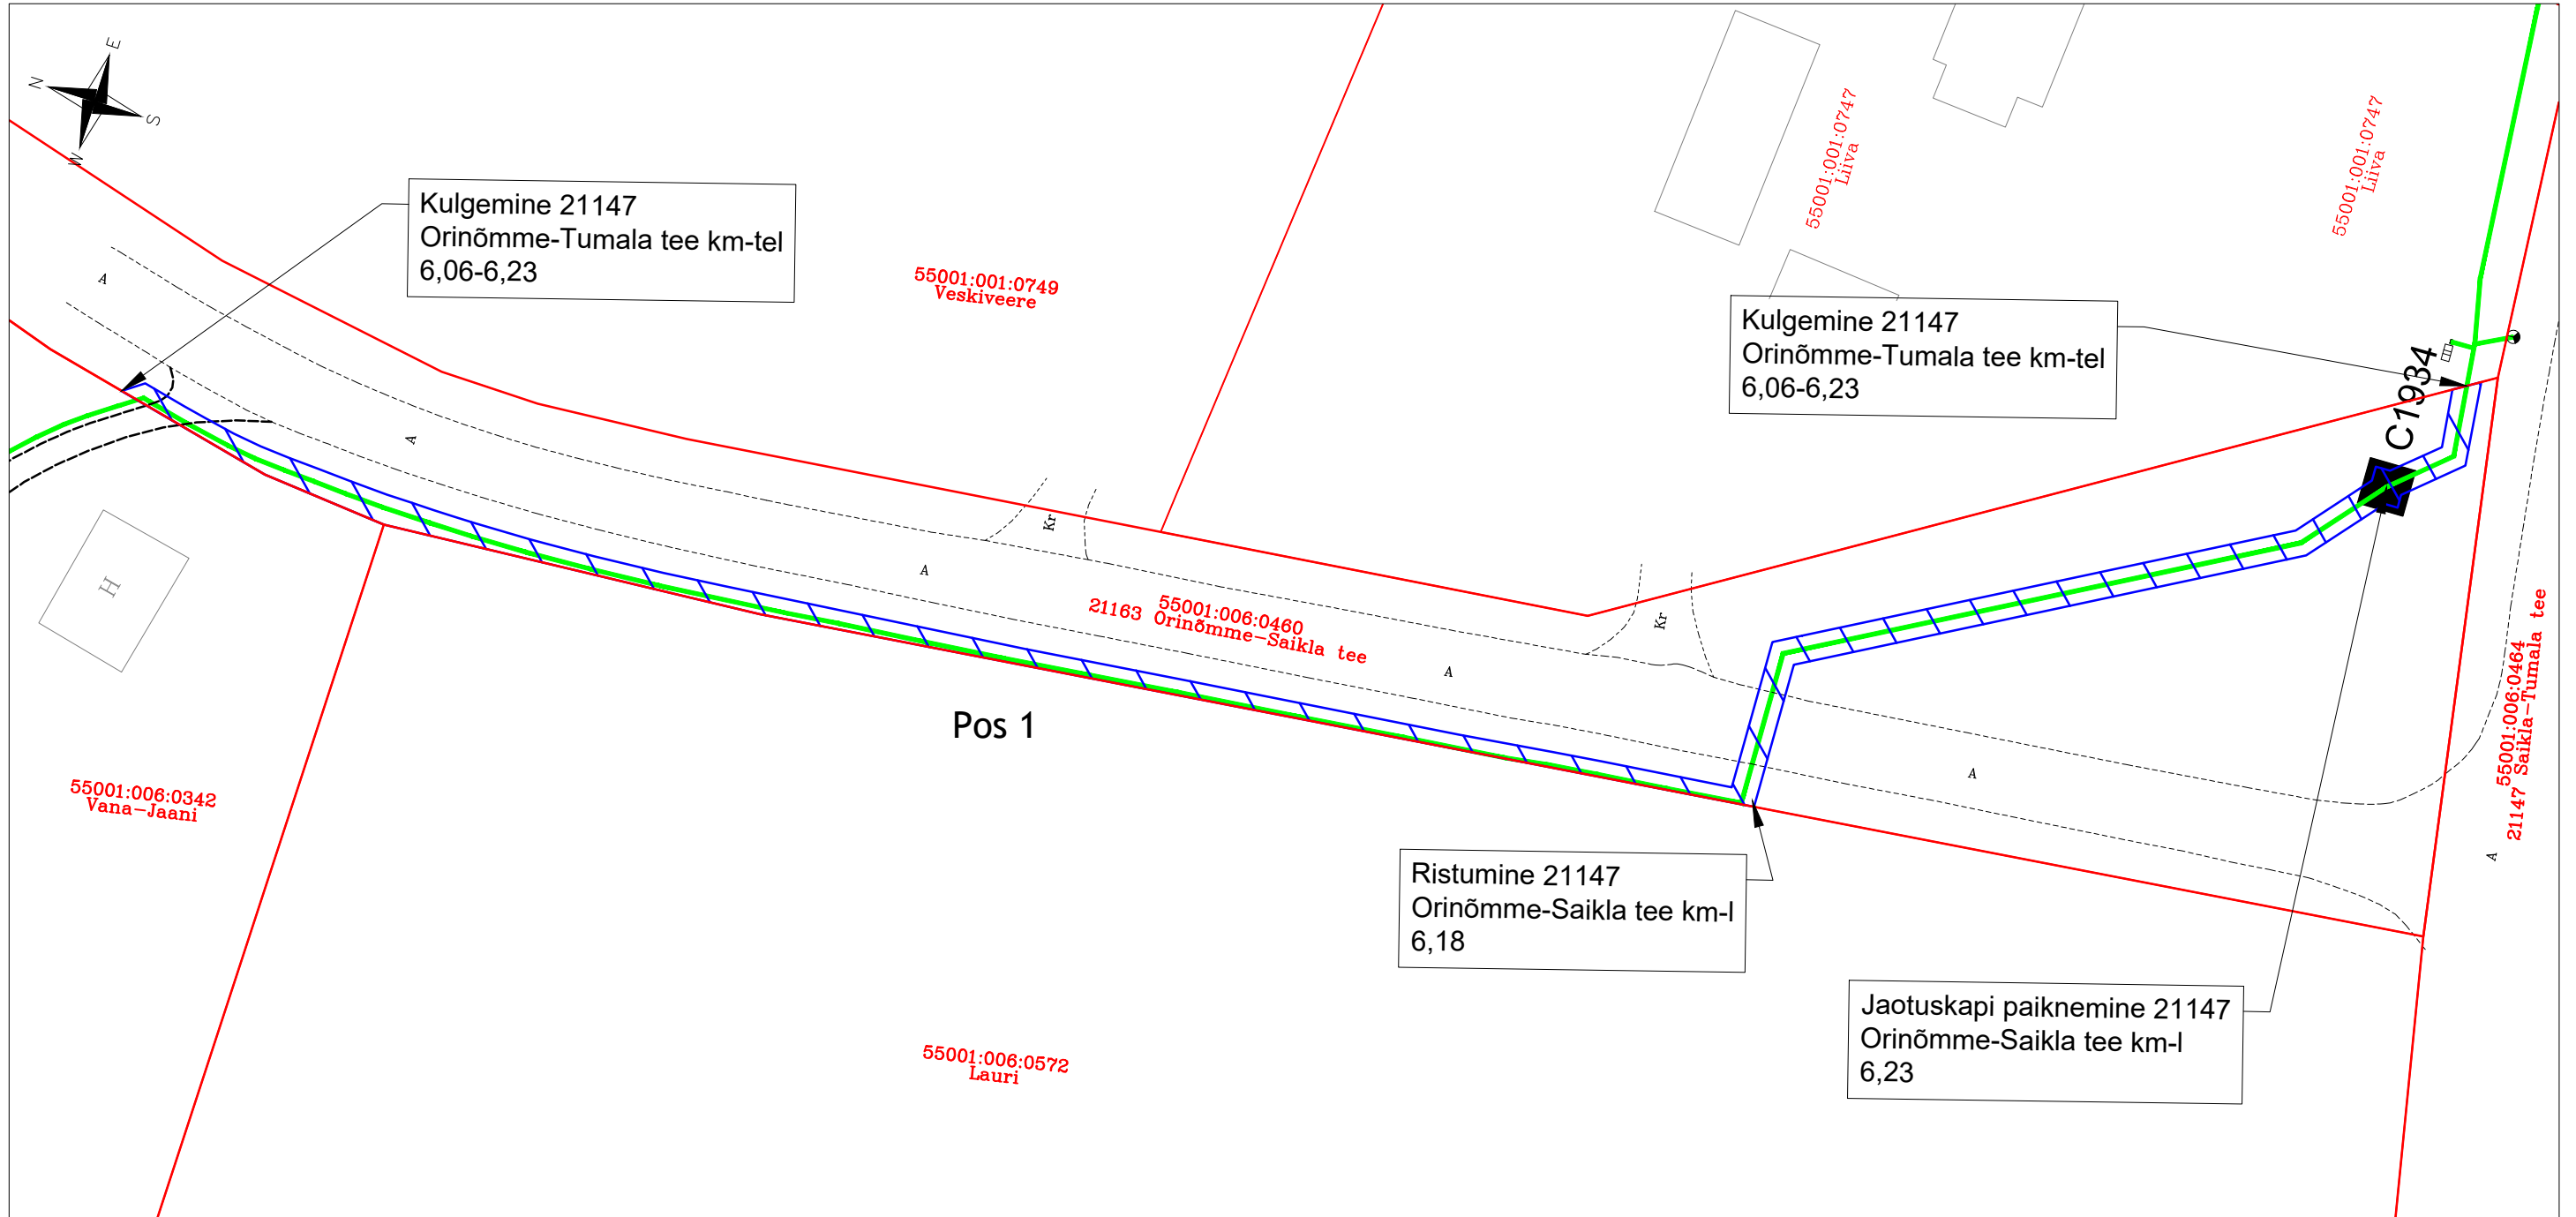 E
N
S
W
Kulgemine 21147
Orinõmme-Tumala tee km-tel
6,06-6,23
55001:001:0749
Veskiveere
55001:001:0747
Liiva
55001:001:0747
Liiva
Kulgemine 21147
Orinõmme-Tumala tee km-tel
6,06-6,23
C1934
A
A
Kr
A
55001:006:0460
21163 Orinõmme-Saikla tee
Kr
A
A
H
Pos 1
55001:006:0342
Vana-Jaani
55001:006:0464
21147 Saikla-Tumala tee
A
Ristumine 21147
Orinõmme-Saikla tee km-l
6,18
Jaotuskapi paiknemine 21147
Orinõmme-Saikla tee km-l
6,23
55001:006:0572
Lauri